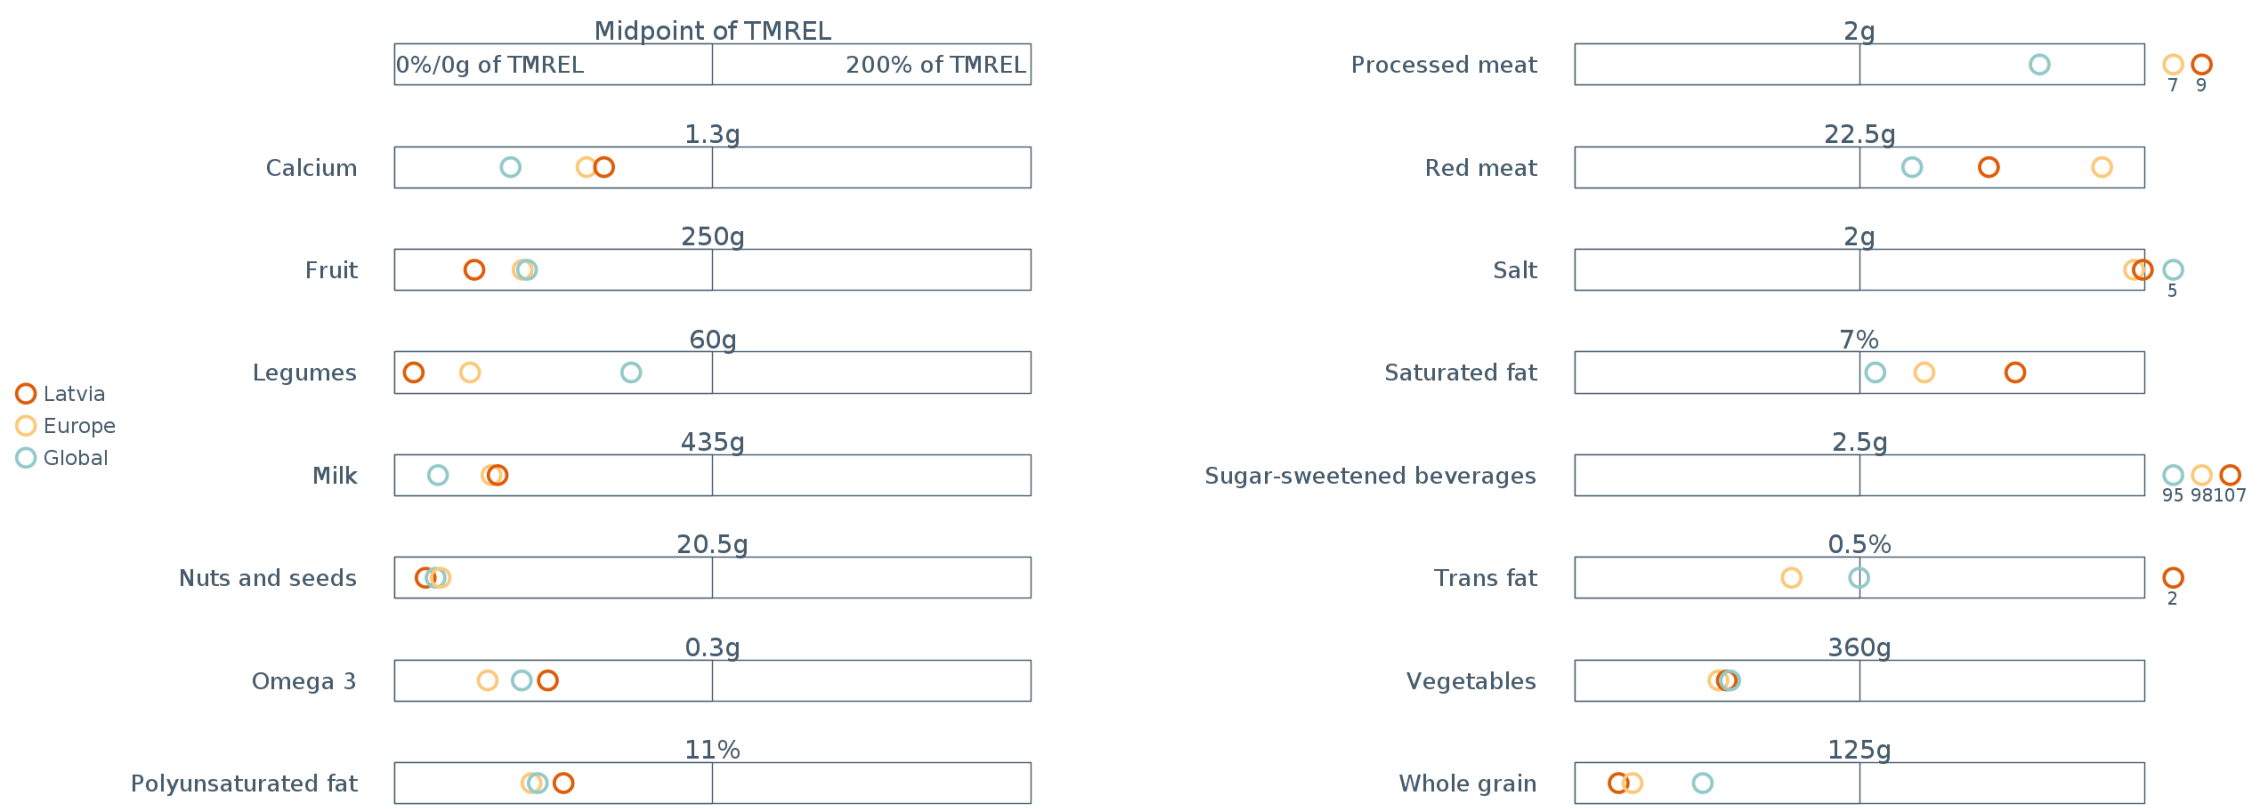 Midpoint of TMREL
0%/0g of TMREL
200% of TMREL
1.3g
Calcium
250g
Fruit
60g
Legumes
435g
Milk
20.5g
Nuts and seeds
0.3g
Omega 3
11%
Polyunsaturated fat
Latvia
Europe
Global
2g
Processed meat
7 9
22.5g
Red meat
2g
Salt
5
7%
Saturated fat
2.5g
Sugar-sweetened beverages
95 98 107
0.5%
Trans fat
2
360g
Vegetables
125g
Whole grain